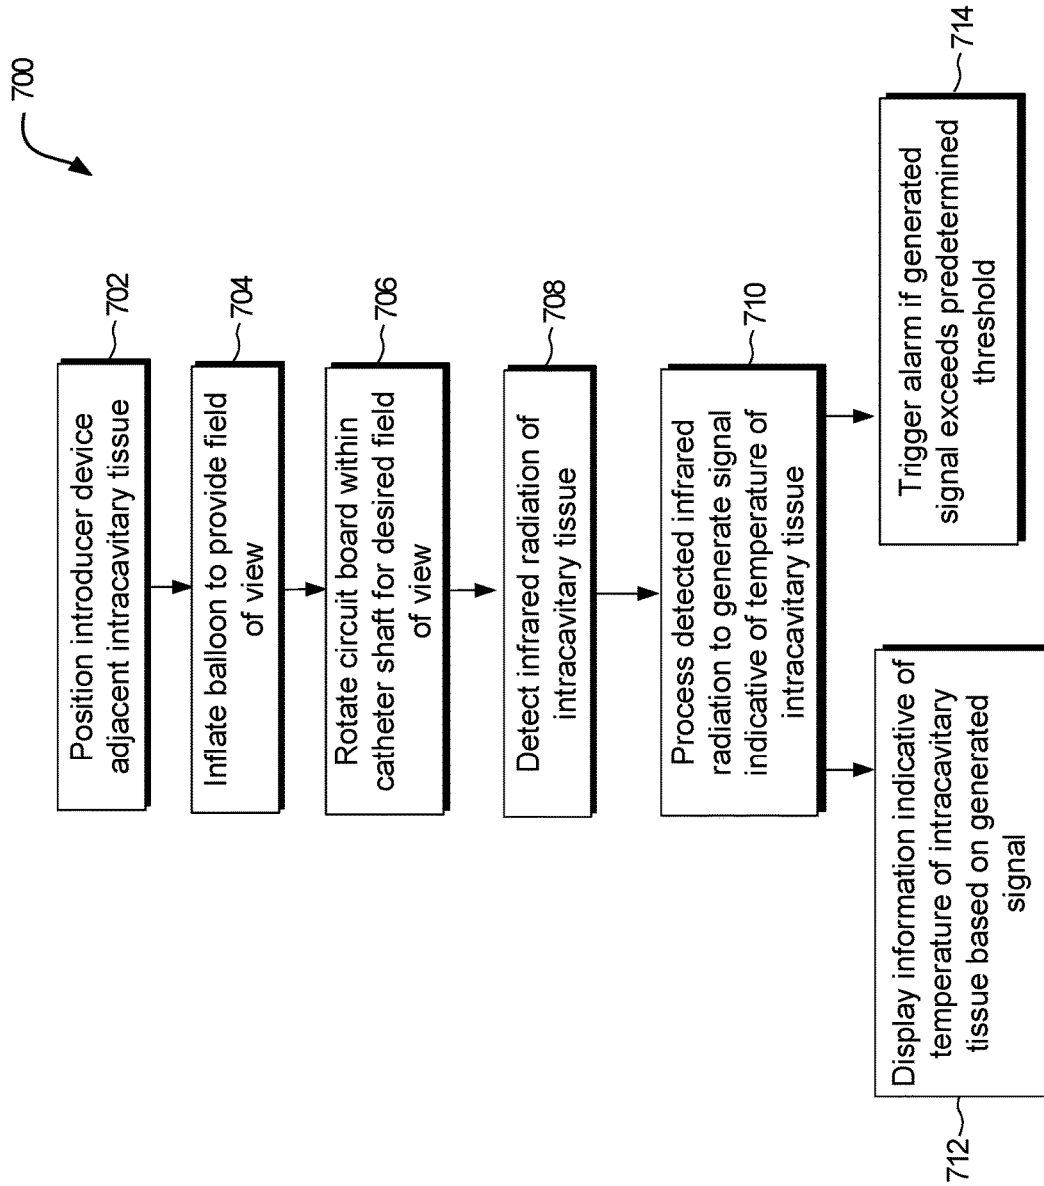 700
Position introducer device
adjacent intracavitary tissue
702
Inflate balloon to provide field
of view
704
Rotate circuit board within
catheter shaft for desired field
of view
706
Detect infrared radiation of
intracavitary tissue
708
Process detected infrared
radiation to generate signal
indicative of temperature of
intracavitary tissue
710
Display information indicative of
temperature of intracavitary
tissue based on generated
signal
712
Trigger alarm if generated
signal exceeds predetermined
threshold
714